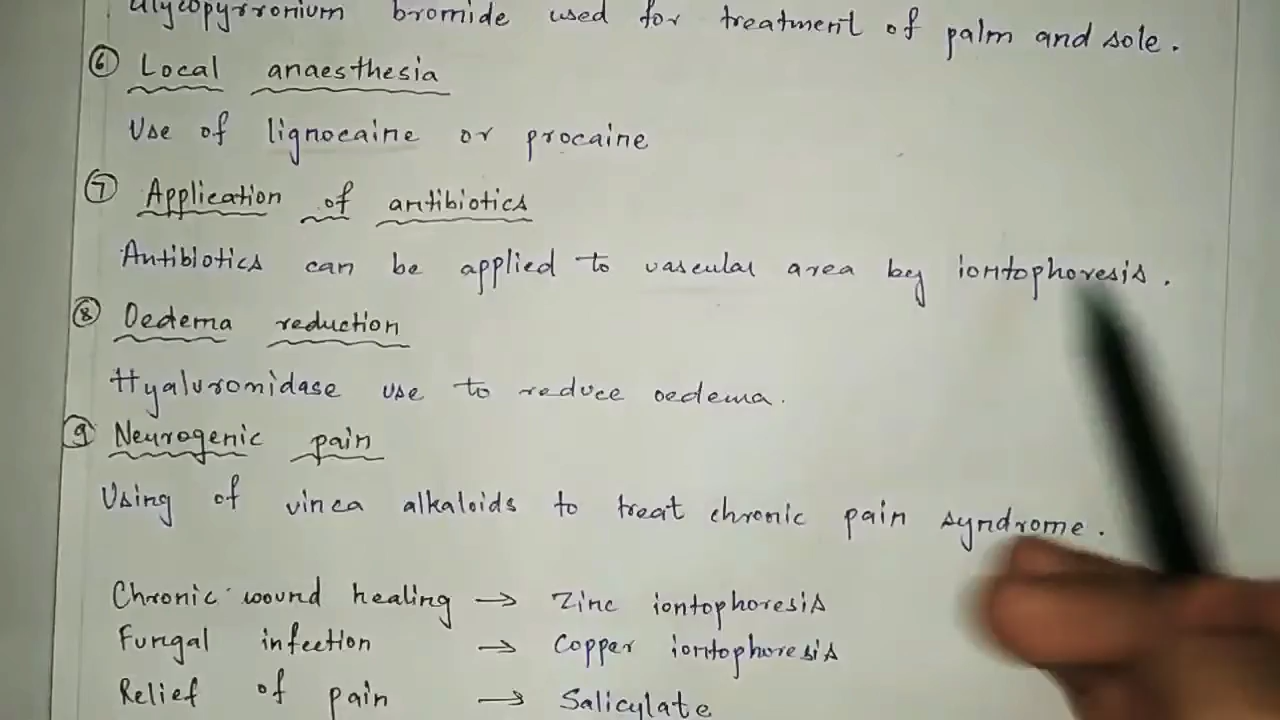 Glycopyrronium bromide used for treatment of palm and sole.
⑥ Local anaesthesia
Use of lignocaine or procaine
⑦ Application of antibiotics
Antibiotics can be applied to vascular area by iontophoresis.
⑧ Oedema reduction
Hyaluromidase use to reduce oedema.
⑨ Neurogenic pain
Using of vinca alkaloids to treat chronic pain syndrome.
Chronic wound healing → Zinc iontophoresis
Fungal infection → Copper iontophoresis
Relief of pain → Salicylate